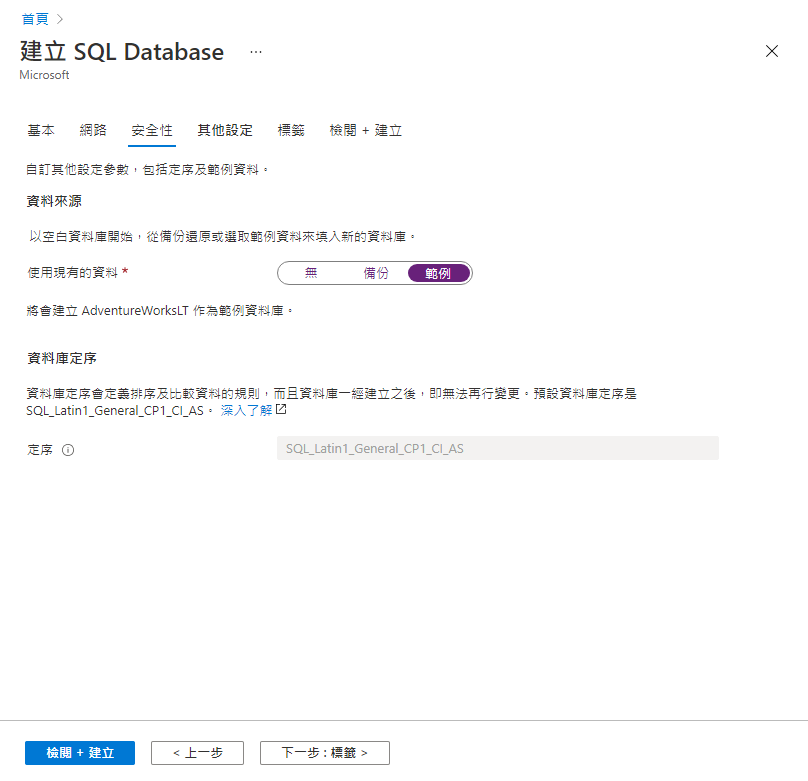 首頁 >
建立 SQL Database ...
Microsoft
基本 網路 安全性 其他設定 標籤 檢閱 + 建立
自訂其他設定參數，包括定序及範例資料。
資料來源
以空白資料庫開始，從備份還原或選取範例資料來填入新的資料庫。
使用現有的資料 * 無 備份 範例
將會建立 AdventureWorksLT 作為範例資料庫。
資料庫定序
資料庫定序會定義排序及比較資料的規則，而且資料庫一經建立之後，即無法再行變更。預設資料庫定序是
SQL_Latin1_General_CP1_CI_AS。 深入了解
定序 SQL_Latin1_General_CP1_CI_AS
檢閱 + 建立 < 上一步 下一步 : 標籤 >